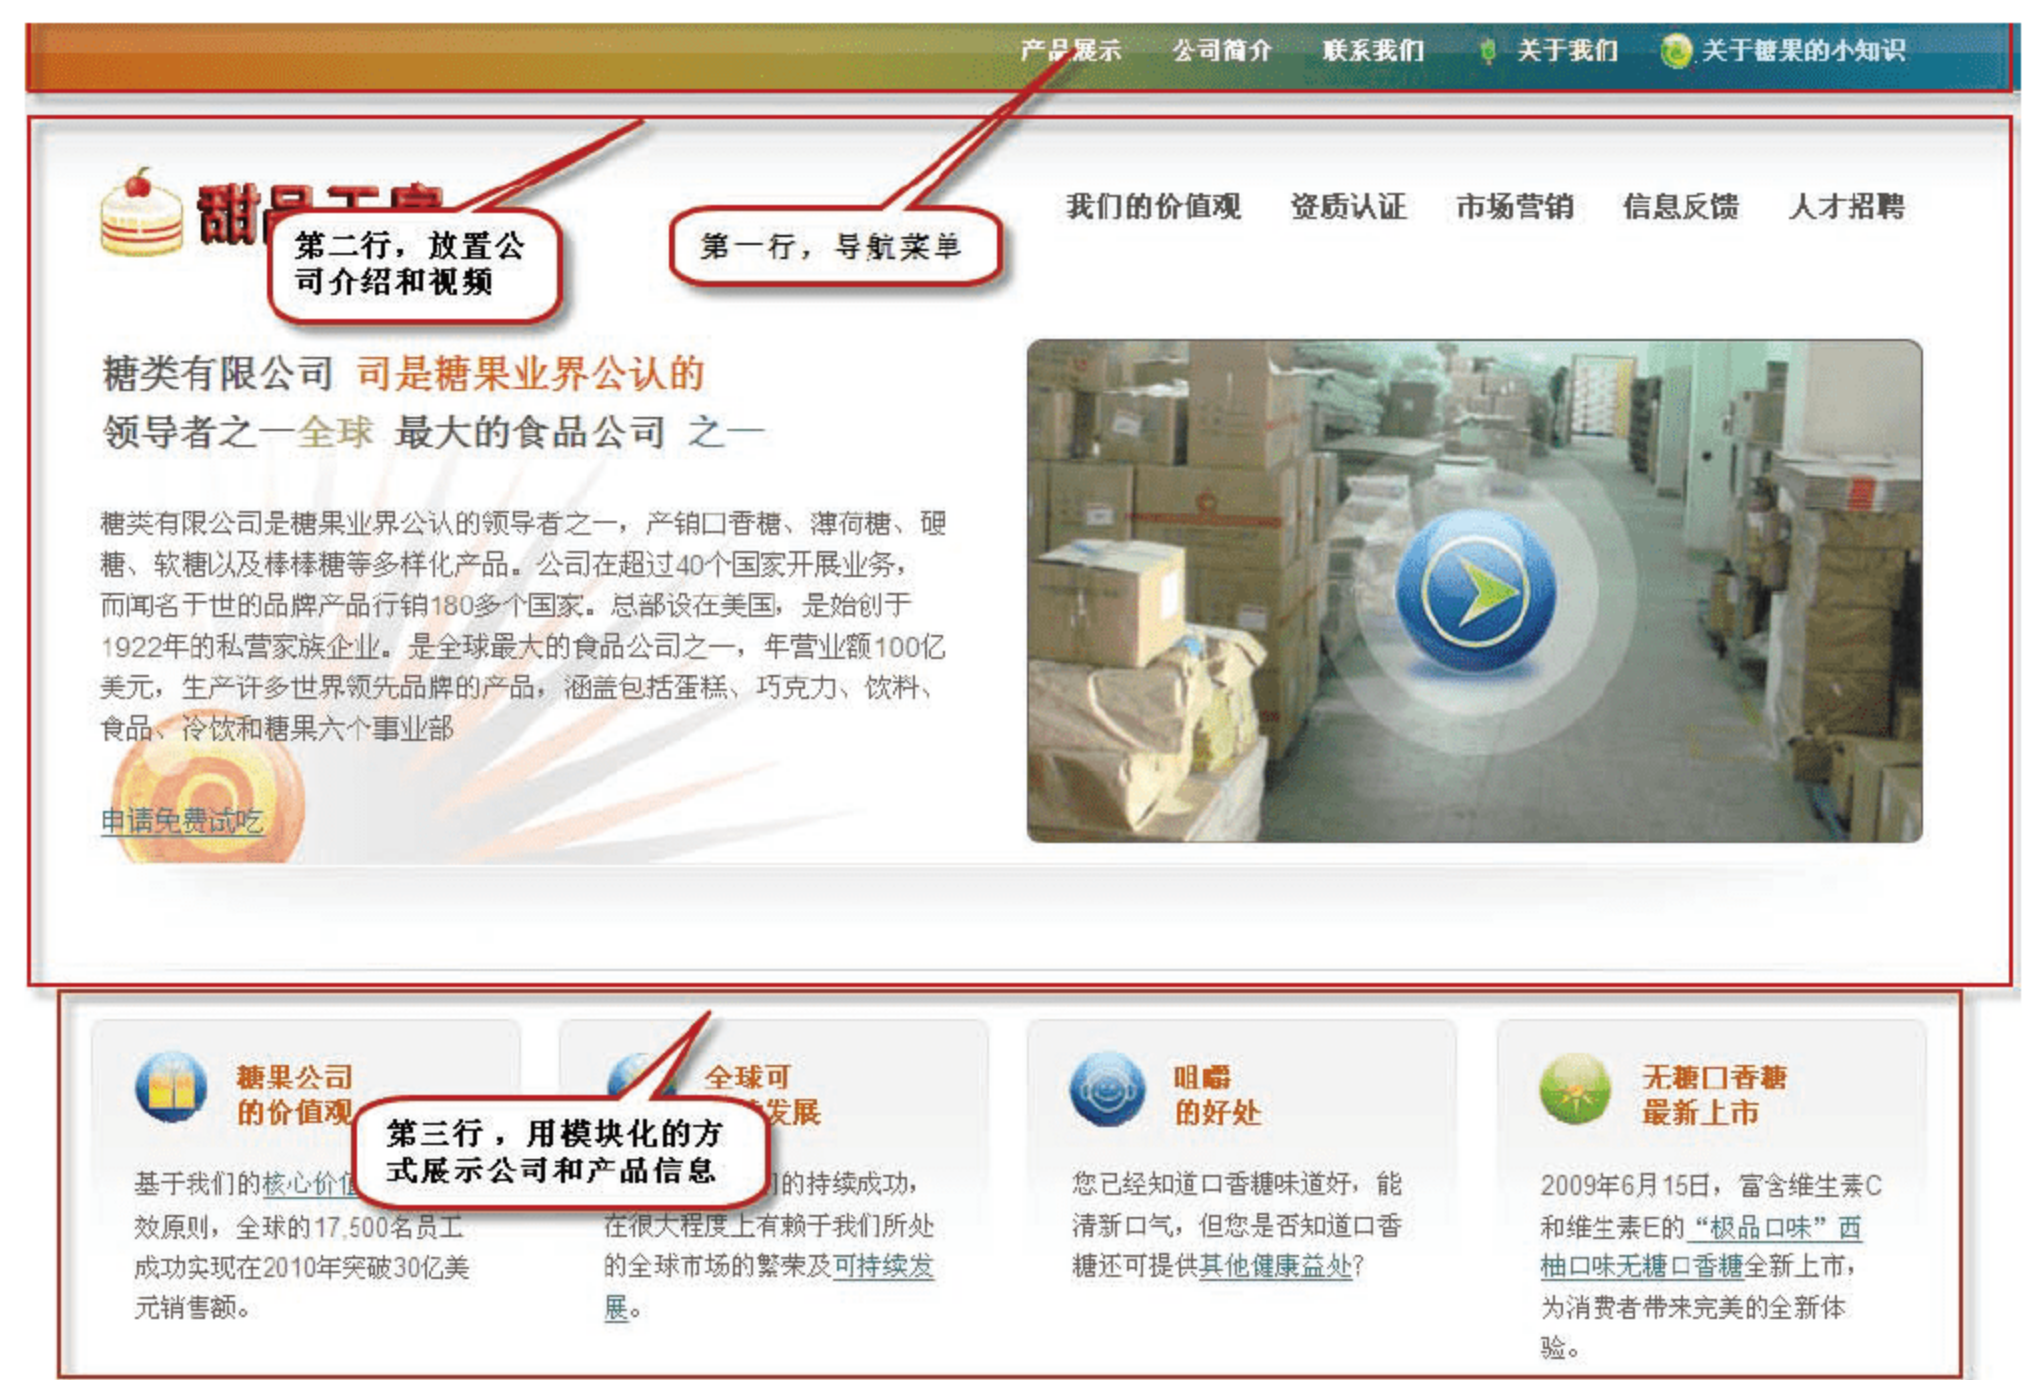 产品展示 公司简介 联系我们 关于我们 关于糖果的小知识
甜品工房
我们的价值观 资质认证 市场营销 信息反馈 人才招聘
第二行，放置公
司介绍和视频
第一行，导航菜单
糖类有限公司 司是糖果业界公认的
领导者之一全球 最大的食品公司 之一
糖类有限公司是糖果业界公认的领导者之一，产销口香糖、薄荷糖、硬
糖、软糖以及棒棒糖等多样化产品。公司在超过40个国家开展业务，
而闻名于世的品牌产品行销180多个国家。总部设在美国，是始创于
1922年的私营家族企业。是全球最大的食品公司之一，年营业额100亿
美元，生产许多世界领先品牌的产品，涵盖包括蛋糕、巧克力、饮料、
食品、冷饮和糖果六个事业部
申请免费试吃
糖果公司
的价值观
基于我们的核心价值
效原则，全球的17,500名员工
成功实现在2010年突破30亿美
元销售额。
第三行，用模块化的方
式展示公司和产品信息
全球可
发展
的持续成功，
在很大程度上有赖于我们所处
的全球市场的繁荣及可持续发
展。
咀嚼
的好处
您已经知道口香糖味道好，能
清新口气，但您是否知道口香
糖还可提供其他健康益处?
无糖口香糖
最新上市
2009年6月15日，富含维生素C
和维生素E的“极品口味”西
柚口味无糖口香糖全新上市，
为消费者带来完美的全新体
验。